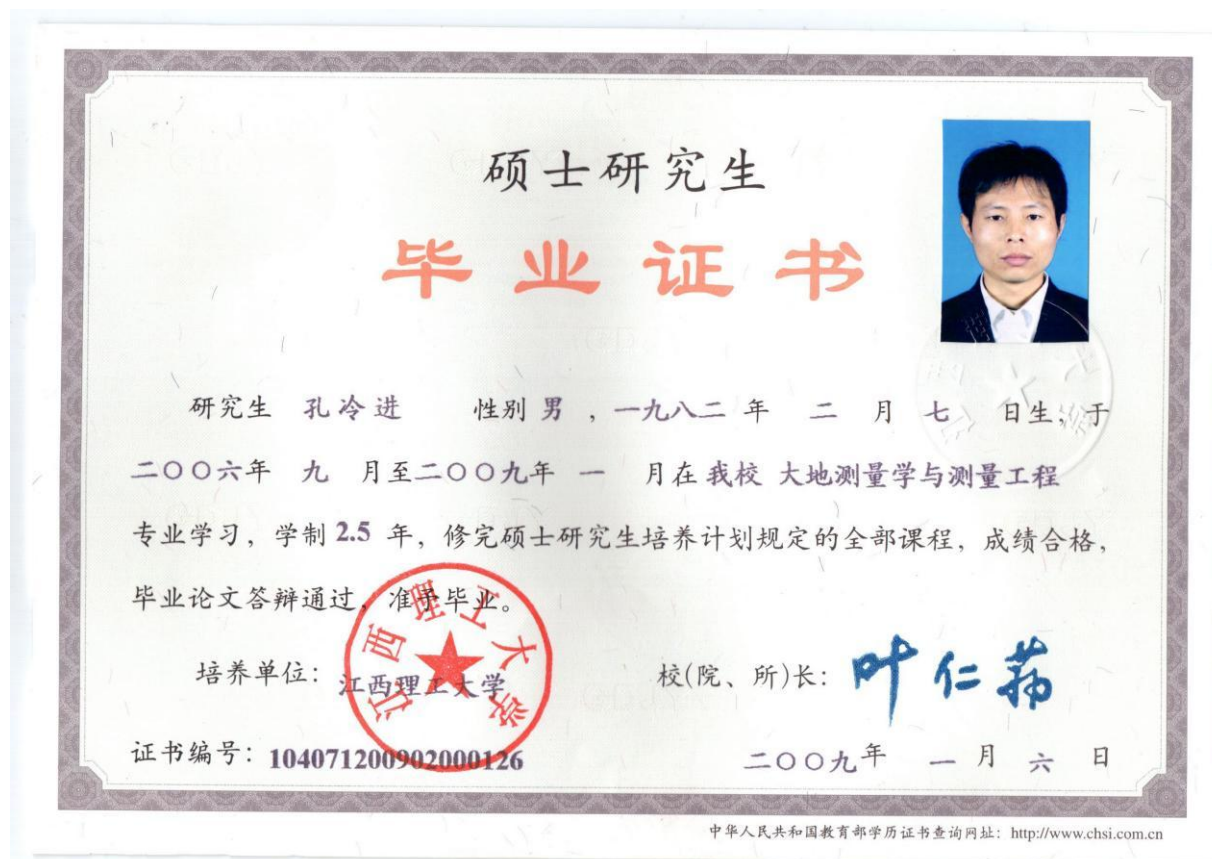 硕士研究生
毕业证书
研究生 孔冷进 性别 男 ，一九八二 年 二 月 七 日生，于
二〇〇六年 九 月至二〇〇九年 一 月在 我校 大地测量学与测量工程
专业学习，学制 2.5 年，修完硕士研究生培养计划规定的全部课程，成绩合格，
毕业论文答辩通过，准予毕业。
江西理工大学
培养单位：江西理工大学
校(院、所)长：叶仁荪
证书编号：104071200902000126
二〇〇九年 一 月 六 日
中华人民共和国教育部学历证书查询网址：http://www.chsi.com.cn